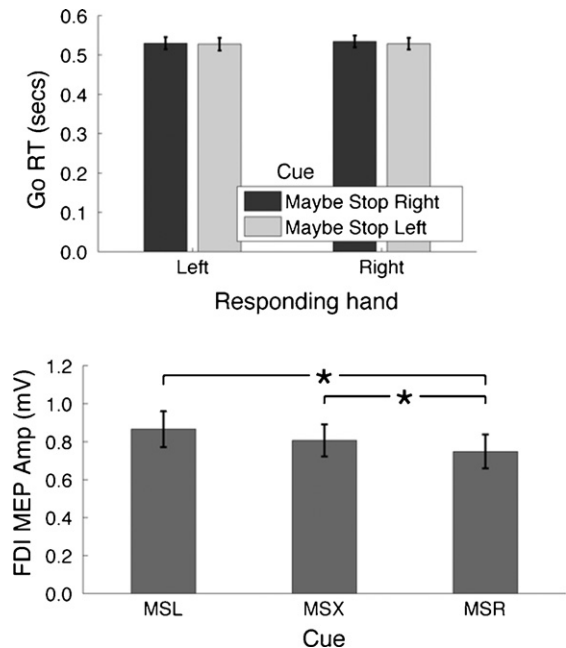 0.6
0.5
0.4
0.3
0.2
0.1
0.0
Go RT (secs)
Cue
Maybe Stop Right
Maybe Stop Left
Left Right
Responding hand
1.2
1.0
0.8
0.6
0.4
0.2
0.0
FDI MEP Amp (mV)
*
*
MSL MSX MSR
Cue